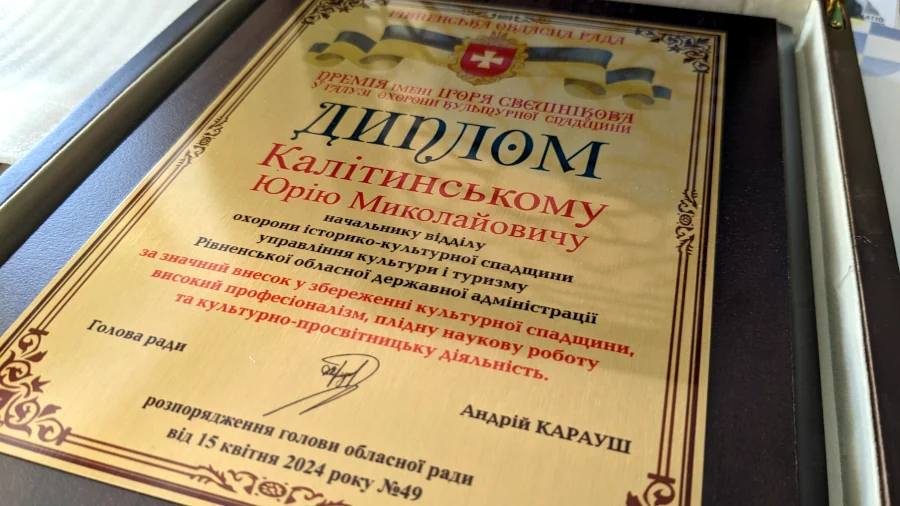 РІВНЕНСЬКА ОБЛАСНА РАДА
ПРЕМІЯ ІМЕНІ ІГОРЯ СВЄШНІКОВА
У ГАЛУЗІ ОХОРОНИ КУЛЬТУРНОЇ СПАДЩИНИ
ДИПЛОМ
Калітинському
Юрію Миколайовичу
начальнику відділу
охорони історико-культурної спадщини
управління культури і туризму
Рівненської обласної державної адміністрації
за значний внесок у збереженні культурної спадщини,
високий професіоналізм, плідну наукову роботу
та культурно-просвітницьку діяльність.
Голова ради
Андрій КАРАУШ
розпорядження голови обласної ради
від 15 квітня 2024 року №49